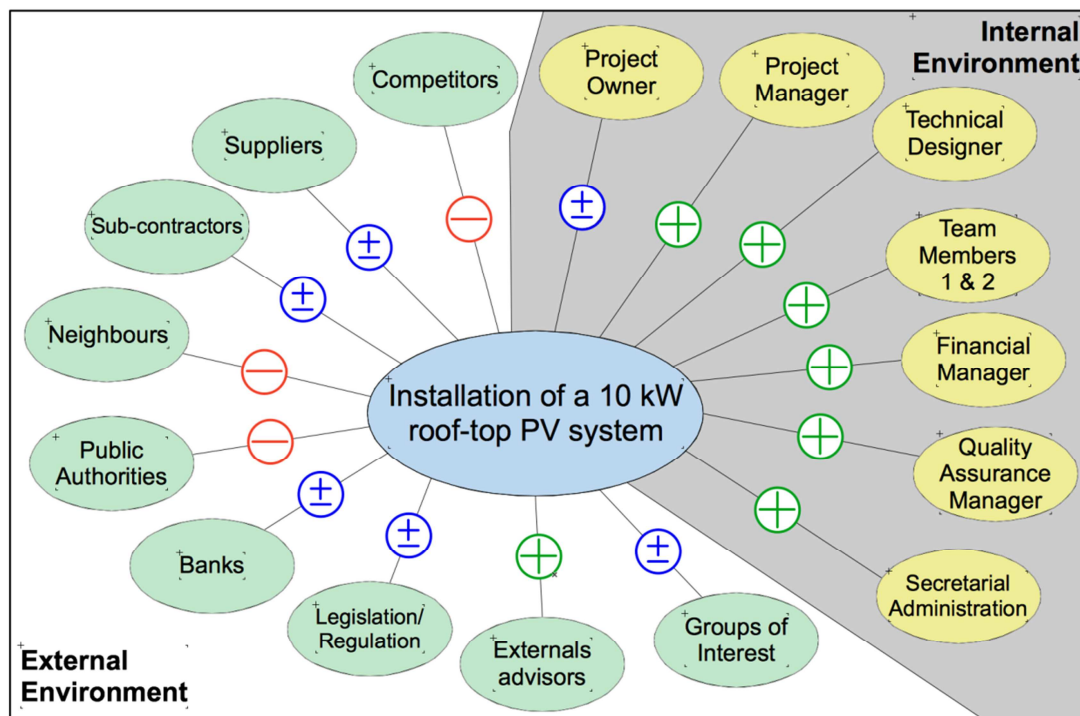 Internal
Environment
Project
Owner
Project
Manager
Technical
Designer
Team
Members
1 & 2
Financial
Manager
Quality
Assurance
Manager
Secretarial
Administration
Competitors
Suppliers
Sub-contractors
Neighbours
Public
Authorities
Banks
Legislation/
Regulation
Externals
advisors
Groups of
Interest
Installation of a 10 kW
roof-top PV system
External
Environment